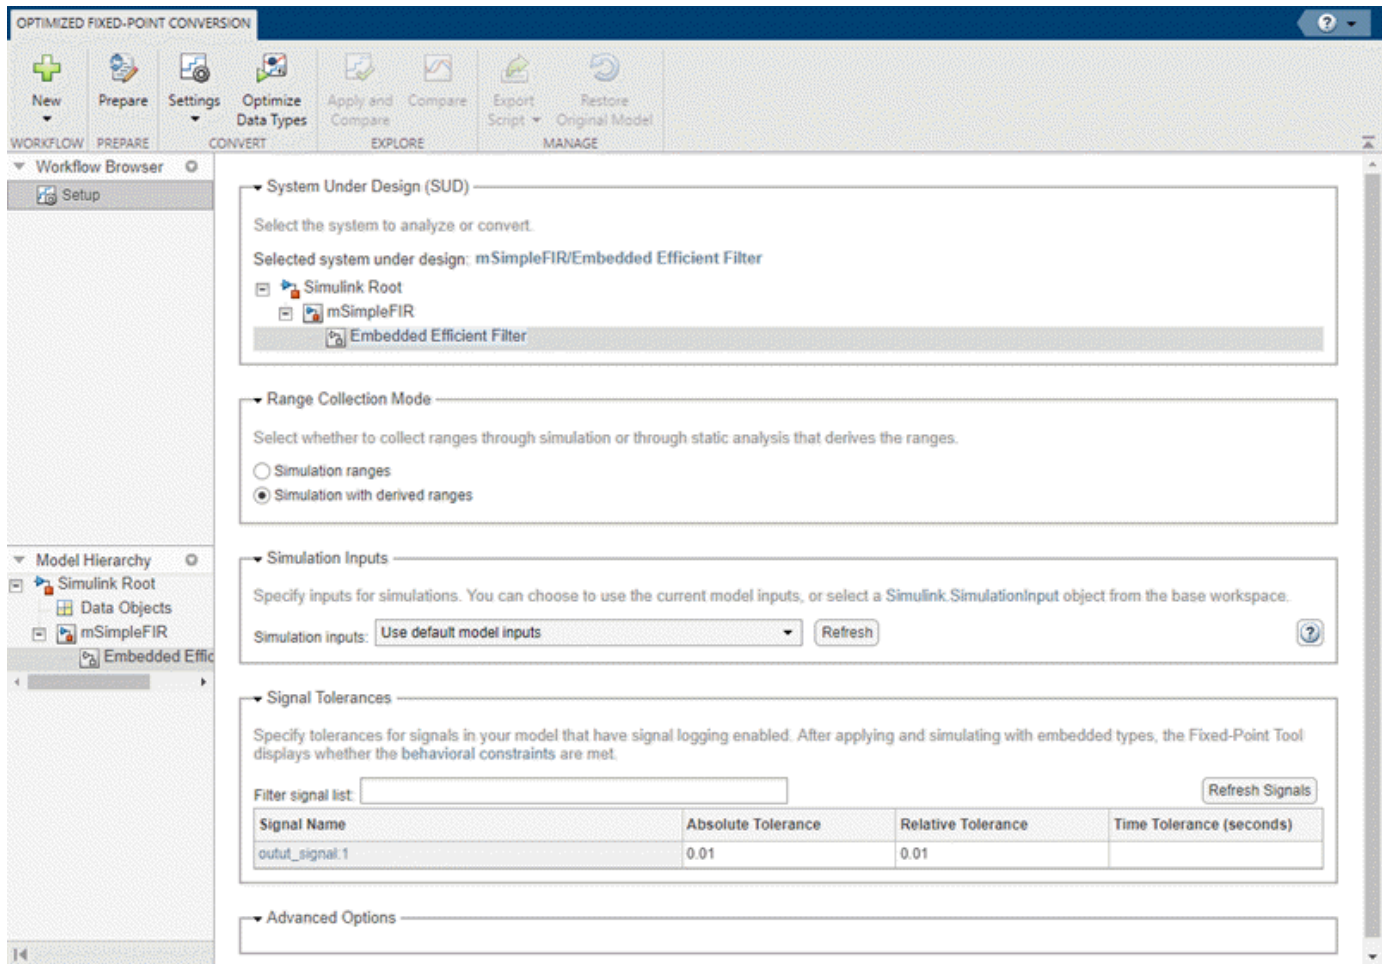 OPTIMIZED FIXED-POINT CONVERSION
New
Prepare
Settings
Optimize
Data Types
Apply and
Compare
Compare
Export
Script
Restore
Original Model
WORKFLOW
PREPARE
CONVERT
EXPLORE
MANAGE
Workflow Browser
Setup
Model Hierarchy
Simulink Root
Data Objects
mSimpleFIR
Embedded Effic
System Under Design (SUD)
Select the system to analyze or convert.
Selected system under design: mSimpleFIR/Embedded Efficient Filter
Simulink Root
mSimpleFIR
Embedded Efficient Filter
Range Collection Mode
Select whether to collect ranges through simulation or through static analysis that derives the ranges.
Simulation ranges
Simulation with derived ranges
Simulation Inputs
Specify inputs for simulations. You can choose to use the current model inputs, or select a Simulink.SimulationInput object from the base workspace.
Simulation inputs: Use default model inputs Refresh
Signal Tolerances
Specify tolerances for signals in your model that have signal logging enabled. After applying and simulating with embedded types, the Fixed-Point Tool
displays whether the behavioral constraints are met.
Filter signal list: Refresh Signals
Signal Name Absolute Tolerance Relative Tolerance Time Tolerance (seconds)
outut_signal:1 0.01 0.01
Advanced Options